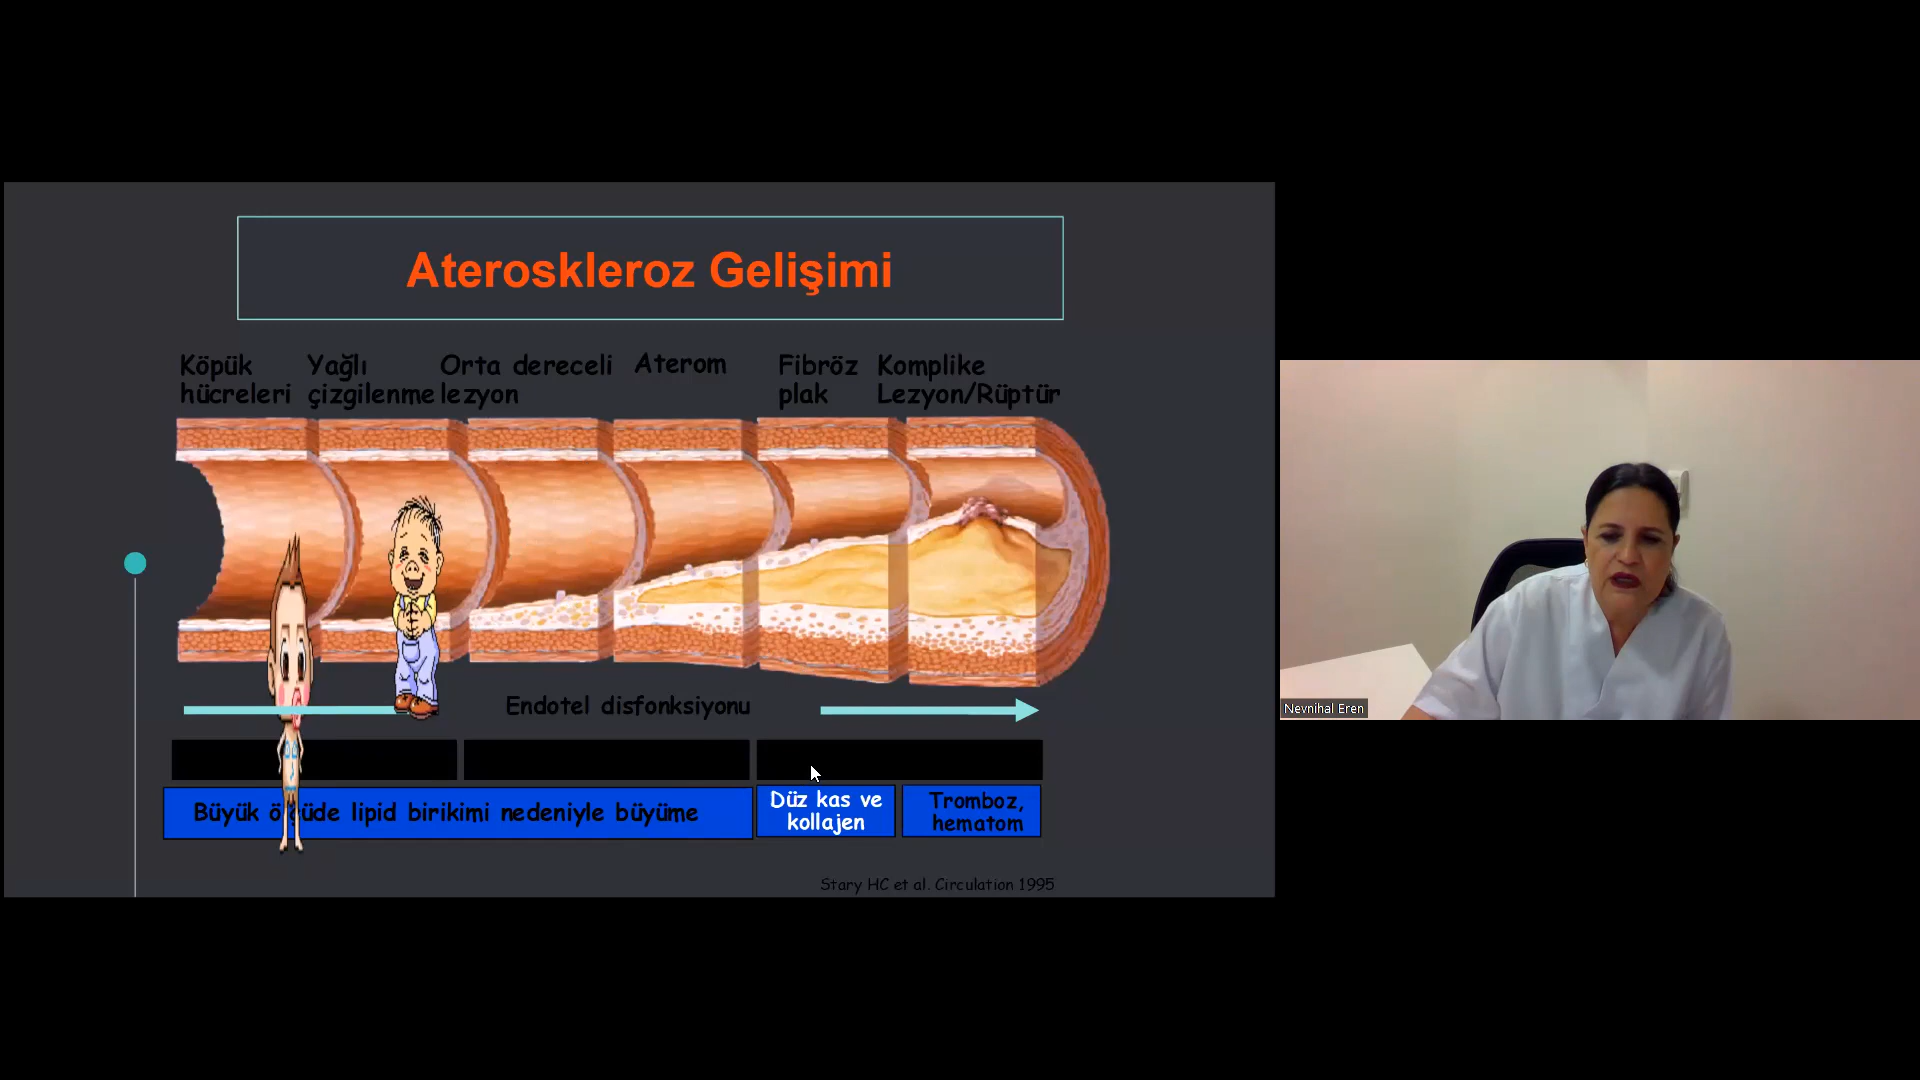 Ateroskleroz Gelişimi
Köpük
hücreleri
Yağlı
çizgilenme
Orta dereceli
lezyon
Aterom
Fibröz
plak
Komplike
Lezyon/Rüptür
Endotel disfonksiyonu
Büyük ölçüde lipid birikimi nedeniyle büyüme
Düz kas ve
kollajen
Tromboz,
hematom
Stary HC et al. Circulation 1995
Nevnihal Eren